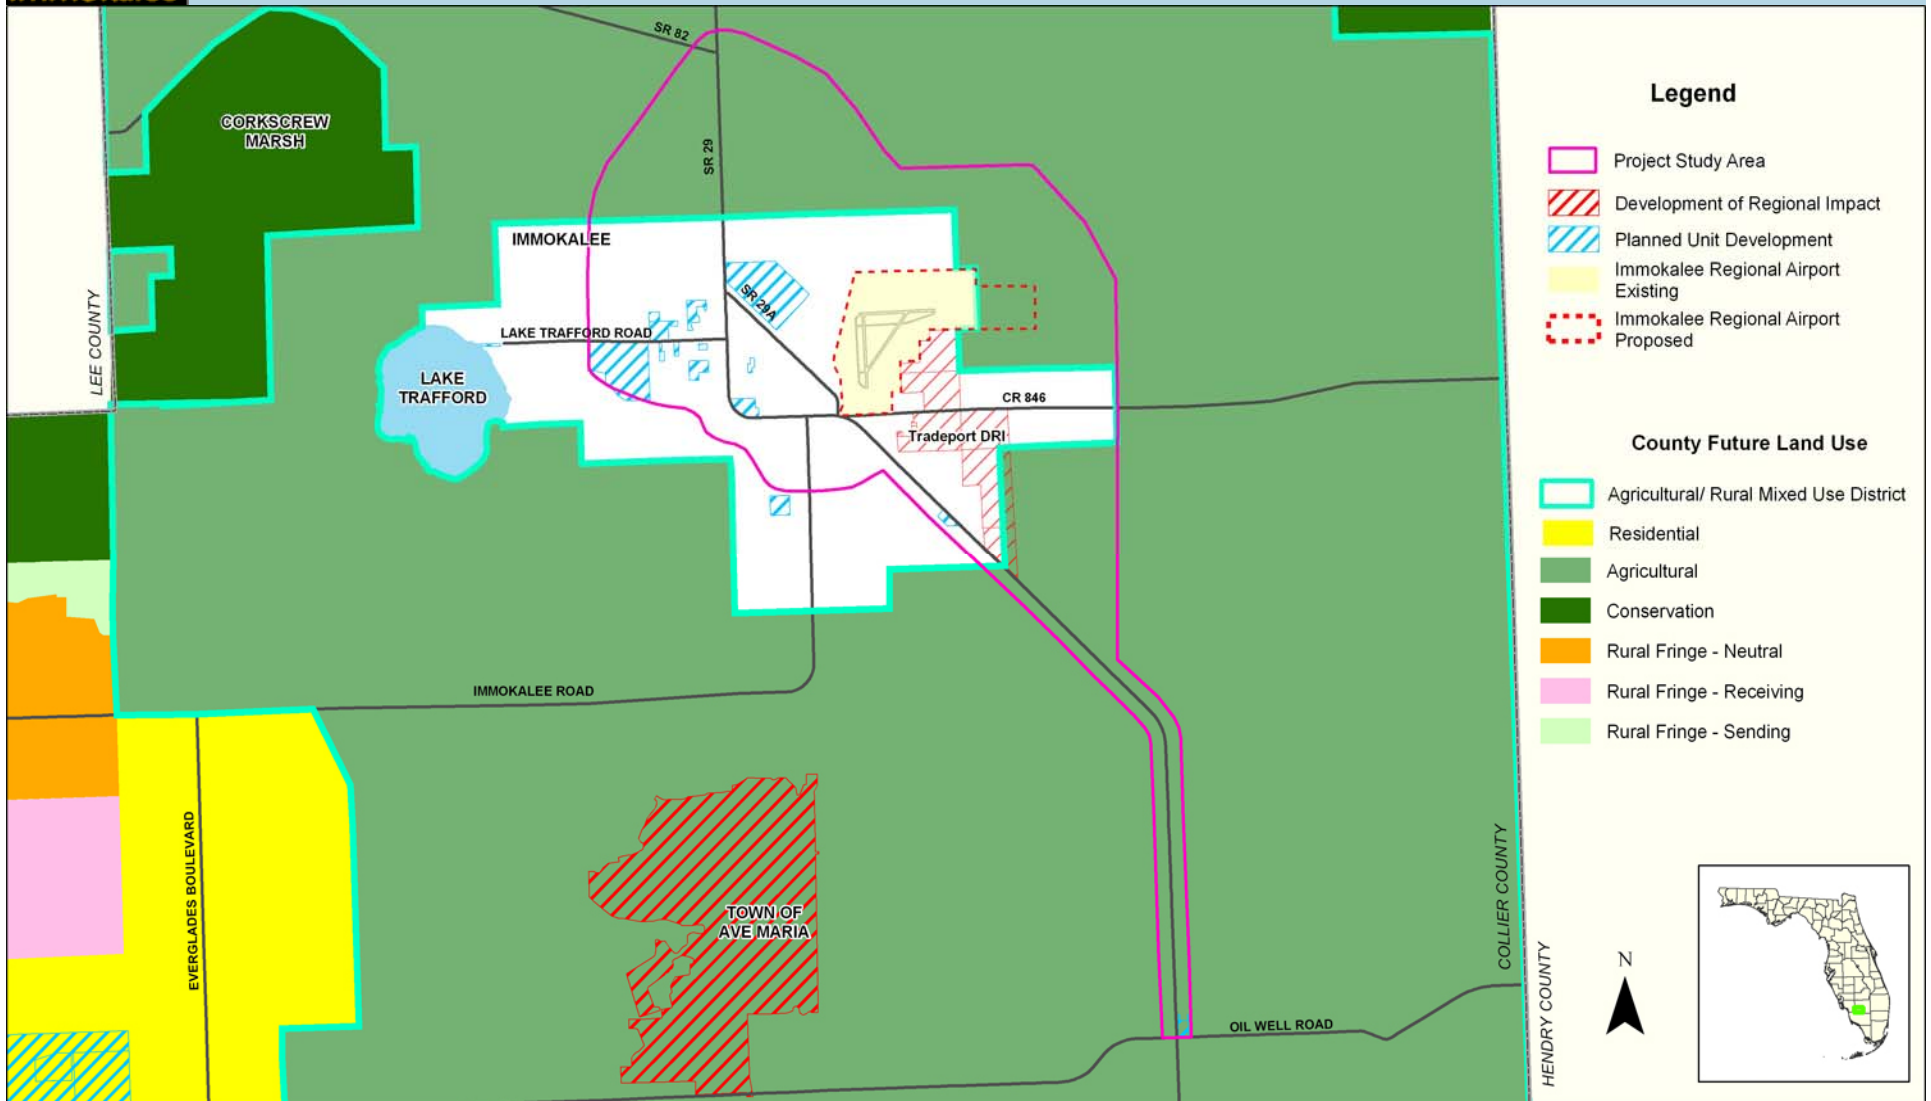 Immokalee
SR 82
CORKSCREW
MARSH
SR 29
IMMOKALEE
SR 29A
LAKE TRAFFORD ROAD
LEE COUNTY
LAKE
TRAFFORD
CR 846
Tradeport DRI
IMMOKALEE ROAD
EVERGLADES BOULEVARD
TOWN OF
AVE MARIA
OIL WELL ROAD
COLLIER COUNTY
HENDRY COUNTY
Legend
Project Study Area
Development of Regional Impact
Planned Unit Development
Immokalee Regional Airport
Existing
Immokalee Regional Airport
Proposed
County Future Land Use
Agricultural/ Rural Mixed Use District
Residential
Agricultural
Conservation
Rural Fringe - Neutral
Rural Fringe - Receiving
Rural Fringe - Sending
N